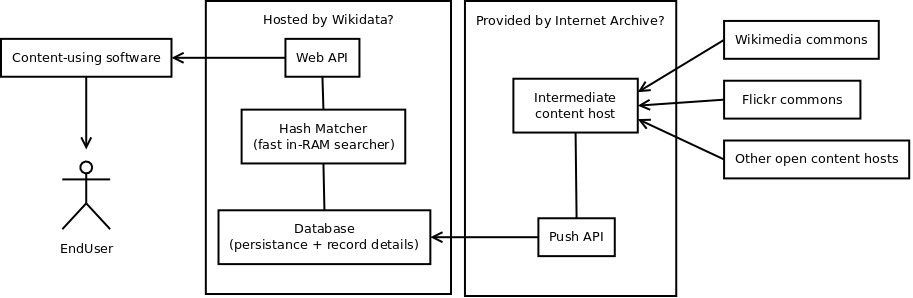 Hosted by Wikidata?
Provided by Internet Archive?
Content-using software
Web API
Hash Matcher
(fast in-RAM searcher)
Database
(persistance + record details)
EndUser
Intermediate
content host
Push API
Wikimedia commons
Flickr commons
Other open content hosts